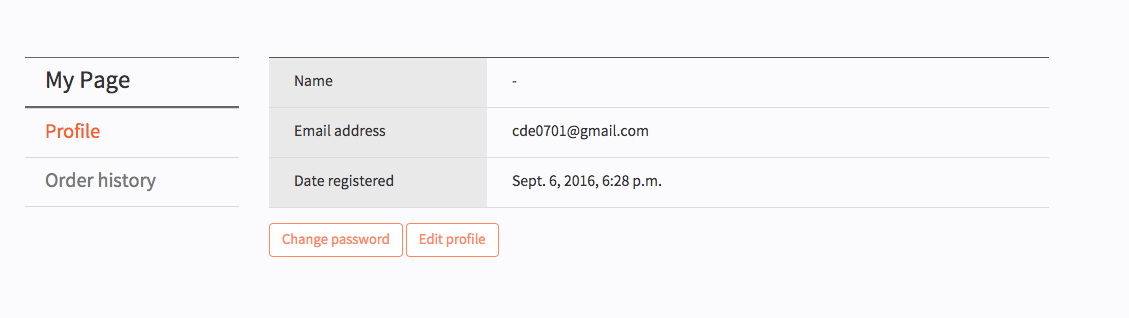 My Page
Profile
Order history
Name -
Email address cde0701@gmail.com
Date registered Sept. 6, 2016, 6:28 p.m.
Change password Edit profile